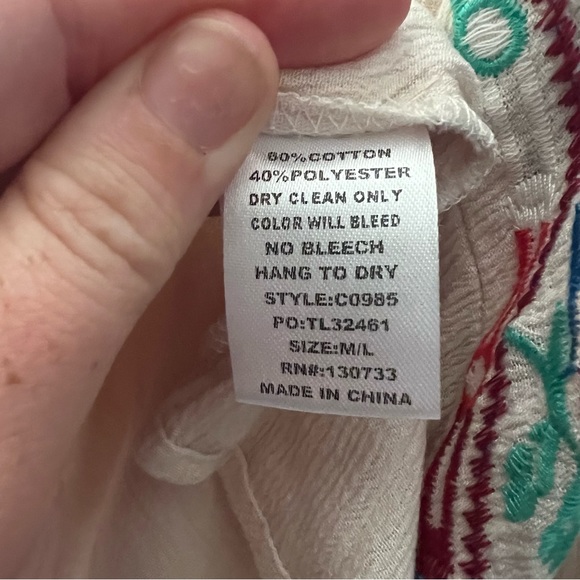 60%COTTON
40%POLYESTER
DRY CLEAN ONLY
COLOR WILL BLEED
NO BLEECH
HANG TO DRY
STYLE:C0985
PO:TL32461
SIZE:M/L
RN#:130733
MADE IN CHINA